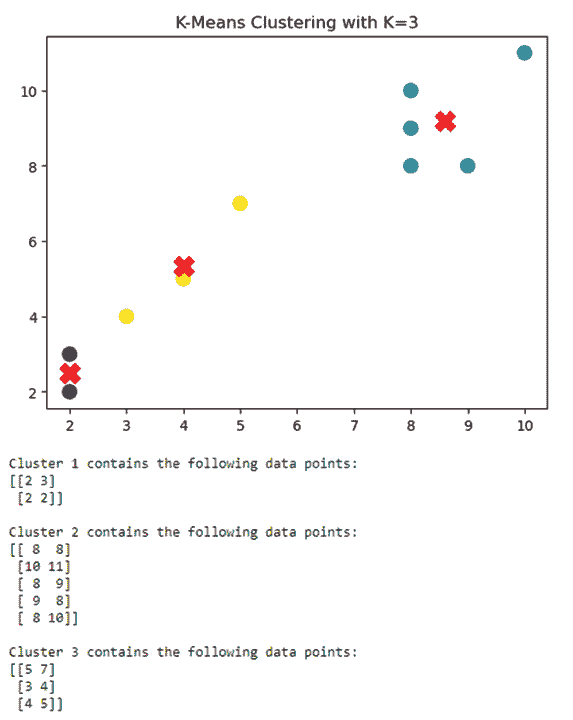 K-Means Clustering with K=3
10
8
6
4
2
2 3 4 5 6 7 8 9 10
Cluster 1 contains the following data points:
[[2 3]
 [2 2]]
Cluster 2 contains the following data points:
[[ 8  8]
 [10 11]
 [ 8  9]
 [ 9  8]
 [ 8 10]]
Cluster 3 contains the following data points:
[[5 7]
 [3 4]
 [4 5]]